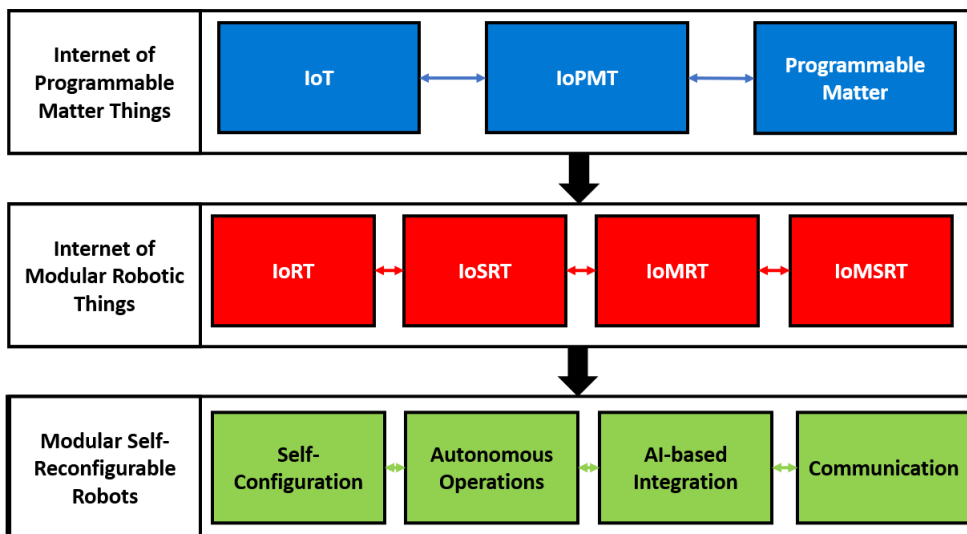 Internet of
Programmable
Matter Things
IoT
IoPMT
Programmable
Matter
Internet of
Modular Robotic
Things
IoRT
IoSRT
IoMRT
IoMSRT
Modular Self-
Reconfigurable
Robots
Self-
Configuration
Autonomous
Operations
AI-based
Integration
Communication